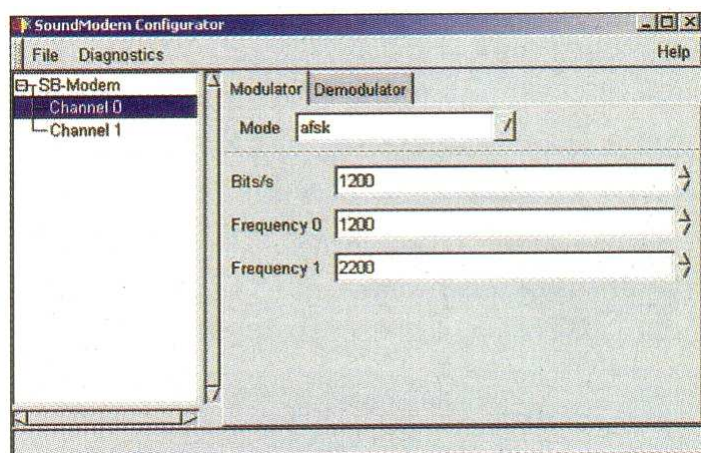 SoundModem Configurator
File Diagnostics Help
SB-Modem
Channel 0
Channel 1
Modulator Demodulator
Mode afsk
Bits/s 1200
Frequency 0 1200
Frequency 1 2200